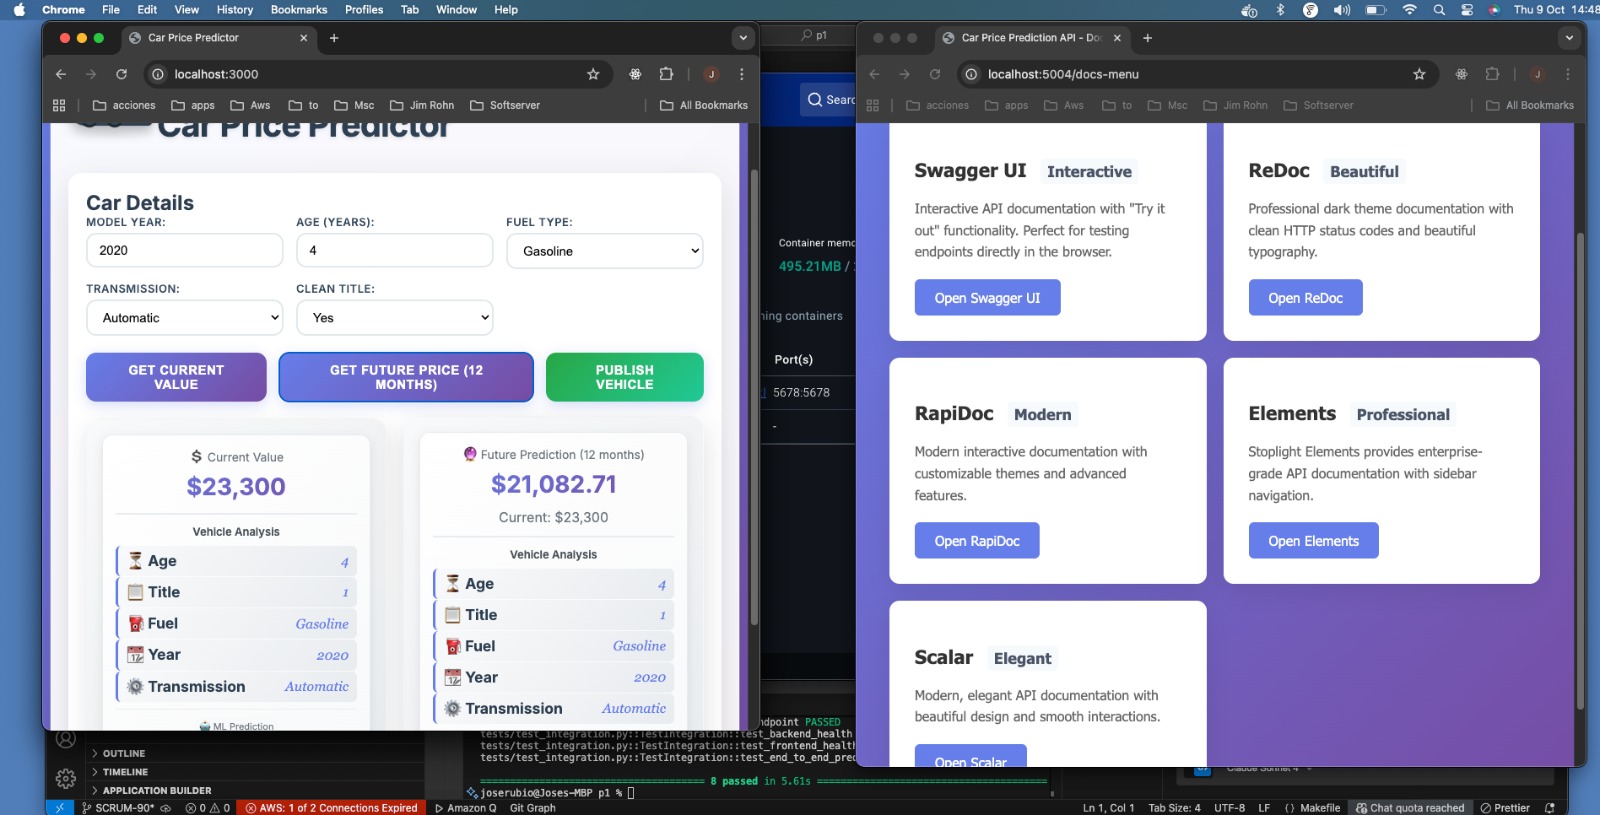 Chrome File Edit View History Bookmarks Profiles Tab Window Help
Thu 9 Oct 14:48
Car Price Predictor
localhost:3000
J
acciones apps Aws to Msc Jim Rohn Softserver
All Bookmarks
Car Price Predictor
Car Details
MODEL YEAR: AGE (YEARS): FUEL TYPE:
2020 4 Gasoline
TRANSMISSION: CLEAN TITLE:
Automatic Yes
GET CURRENT
VALUE
GET FUTURE PRICE (12
MONTHS)
PUBLISH
VEHICLE
$ Current Value
$23,300
Vehicle Analysis
Age 4
Title 1
Fuel Gasoline
Year 2020
Transmission Automatic
ML Prediction
Future Prediction (12 months)
$21,082.71
Current: $23,300
Vehicle Analysis
Age 4
Title 1
Fuel Gasoline
Year 2020
Transmission Automatic
p1
Container memo
495.21MB /
ning containers
Port(s)
5678:5678
-
Car Price Prediction API - Doc
localhost:5004/docs-menu
J
acciones apps Aws to Msc Jim Rohn Softserver
All Bookmarks
Swagger UI Interactive
Interactive API documentation with "Try it
out" functionality. Perfect for testing
endpoints directly in the browser.
Open Swagger UI
ReDoc Beautiful
Professional dark theme documentation with
clean HTTP status codes and beautiful
typography.
Open ReDoc
RapiDoc Modern
Modern interactive documentation with
customizable themes and advanced
features.
Open RapiDoc
Elements Professional
Stoplight Elements provides enterprise-
grade API documentation with sidebar
navigation.
Open Elements
Scalar Elegant
Modern, elegant API documentation with
beautiful design and smooth interactions.
Open Scalar
OUTLINE
TIMELINE
APPLICATION BUILDER
ndpoint PASSED
tests/test_integration.py::TestIntegration::test_backend_health
tests/test_integration.py::TestIntegration::test_frontend_health
tests/test_integration.py::TestIntegration::test_end_to_end_pred
8 passed in 5.61s
joserubio@Joses-MBP p1 %
Claude Sonnet 4
SCRUM-90* 0 0 AWS: 1 of 2 Connections Expired Amazon Q Git Graph
Ln 1, Col 1 Tab Size: 4 UTF-8 LF { } Makefile Chat quota reached Prettier